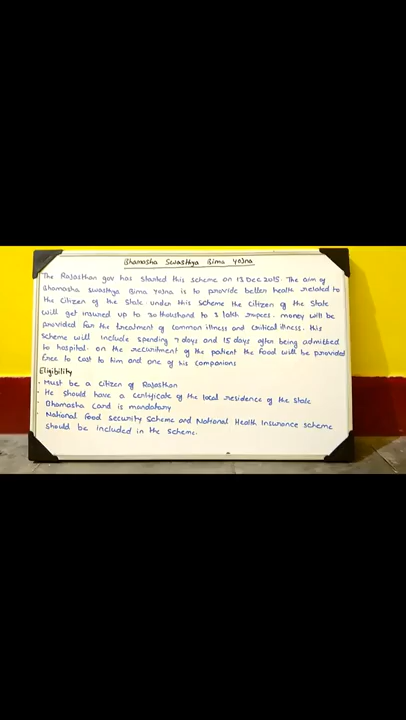 Bhamasha Swasthya Bima Yojna
The Rajasthan gov has started this scheme on 13 Dec 2015. The aim of
Bhamasha Swasthya Bima Yojna is to provide better health related to
the citizen of the State. under this scheme the citizen of the State
will get insured up to 30 thousand to 3 lakh rupees. money will be
provided for the treatment of common illness and critical illness. This
scheme will include spending 7 days and 15 days after being admitted
to hospital. on the recruitment of the patient the food will be provided
to him and one of his companions
Eligibility
· Must be a citizen of Rajasthan
· He should have a certificate of the local residence of the State
· Bhamasha card is mandatory
· National food security scheme and National Health Insurance scheme
should be included in the scheme.